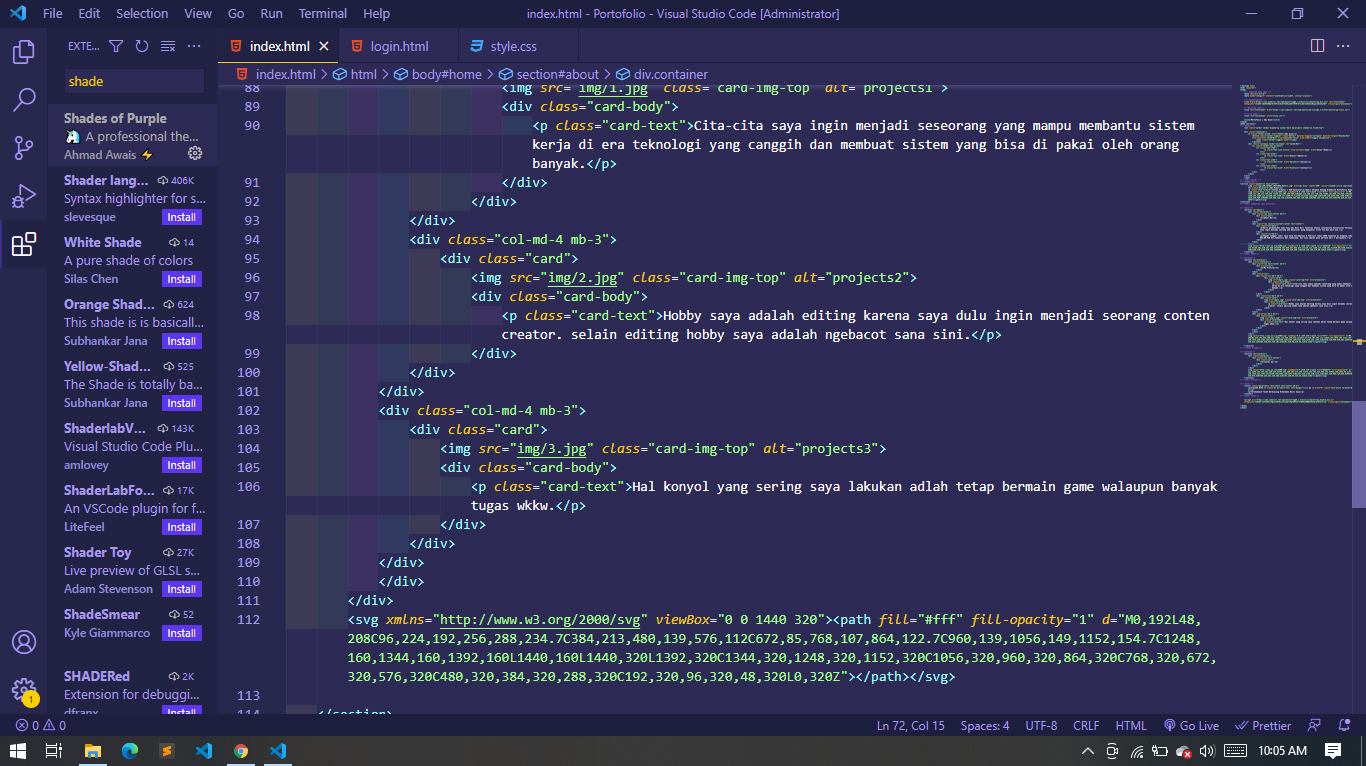 File Edit Selection View Go Run Terminal Help
index.html - Portofolio - Visual Studio Code [Administrator]
EXTE...
index.html
login.html
style.css
shade
index.html > html > body#home > section#about > div.container
Shades of Purple
A professional the...
Ahmad Awais
Shader lang... 406K
Syntax highlighter for s...
slevesque Install
White Shade 14
A pure shade of colors
Silas Chen Install
Orange Shad... 624
This shade is is basicall...
Subhankar Jana Install
Yellow-Shad... 525
The Shade is totally ba...
Subhankar Jana Install
ShaderlabV... 143K
Visual Studio Code Plu...
amlovey Install
ShaderLabFo... 17K
An VSCode plugin for f...
LiteFeel Install
Shader Toy 27K
Live preview of GLSL s...
Adam Stevenson Install
ShadeSmear 52
Kyle Giammarco Install
SHADERed 2K
Extension for debuggi...
dfranx Install
1
88 <img src="img/1.jpg" class="card-img-top" alt="projects1">
89 <div class="card-body">
90 <p class="card-text">Cita-cita saya ingin menjadi seseorang yang mampu membantu sistem
kerja di era teknologi yang canggih dan membuat sistem yang bisa di pakai oleh orang
banyak.</p>
91 </div>
92 </div>
93 </div>
94 <div class="col-md-4 mb-3">
95 <div class="card">
96 <img src="img/2.jpg" class="card-img-top" alt="projects2">
97 <div class="card-body">
98 <p class="card-text">Hobby saya adalah editing karena saya dulu ingin menjadi seorang conten
creator. selain editing hobby saya adalah ngebacot sana sini.</p>
99 </div>
100 </div>
101 </div>
102 <div class="col-md-4 mb-3">
103 <div class="card">
104 <img src="img/3.jpg" class="card-img-top" alt="projects3">
105 <div class="card-body">
106 <p class="card-text">Hal konyol yang sering saya lakukan adlah tetap bermain game walaupun banyak
tugas wkkw.</p>
107 </div>
108 </div>
109 </div>
110 </div>
111 </div>
112 <svg xmlns="http://www.w3.org/2000/svg" viewBox="0 0 1440 320"><path fill="#fff" fill-opacity="1" d="M0,192L48,
208C96,224,192,256,288,234.7C384,213,480,139,576,112C672,85,768,107,864,122.7C960,139,1056,149,1152,154.7C1248,
160,1344,160,1392,160L1440,160L1440,320L1392,320C1344,320,1248,320,1152,320C1056,320,960,320,864,320C768,320,672,
320,576,320C480,320,384,320,288,320C192,320,96,320,48,320L0,320Z"></path></svg>
113
114 </section>
0 0
Ln 72, Col 15 Spaces: 4 UTF-8 CRLF HTML Go Live Prettier
10:05 AM